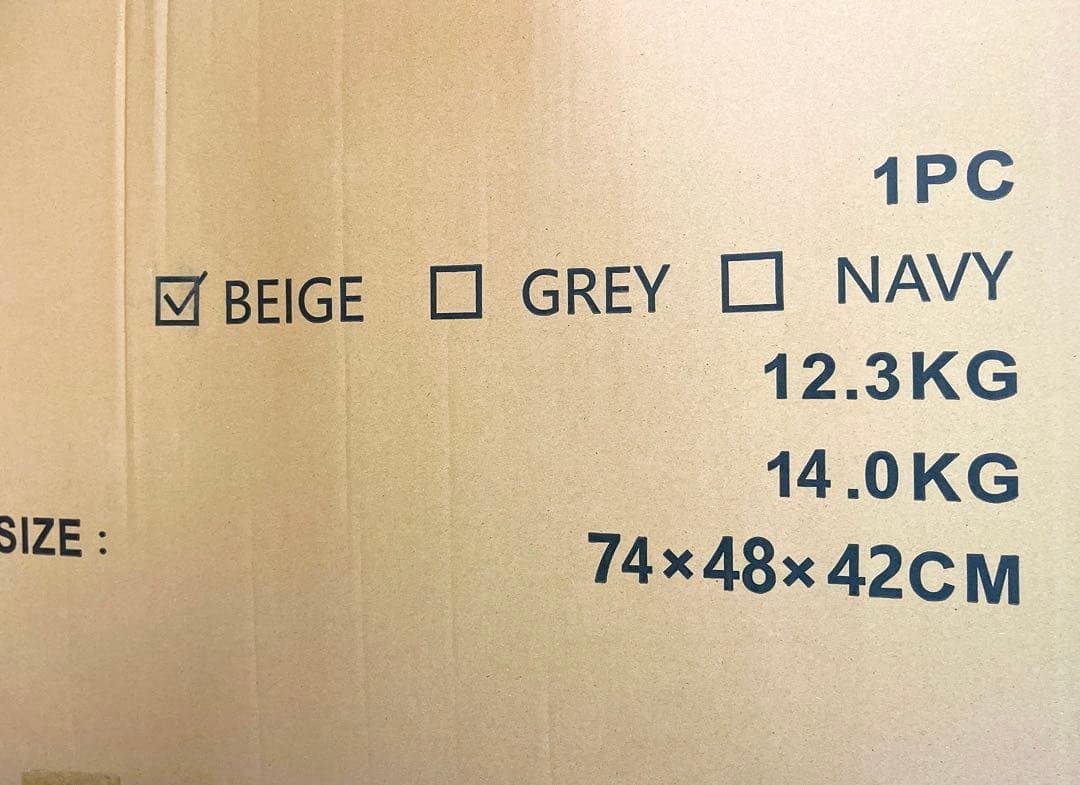 1PC
☑ BEIGE ☐ GREY ☐ NAVY
12.3KG
14.0KG
SIZE : 74×48×42CM